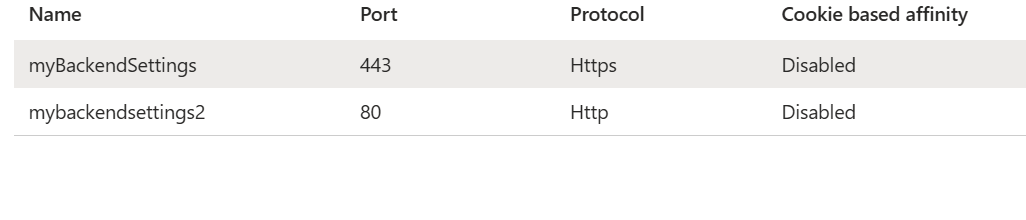 Name Port Protocol Cookie based affinity
myBackendSettings 443 Https Disabled
mybackendsettings2 80 Http Disabled